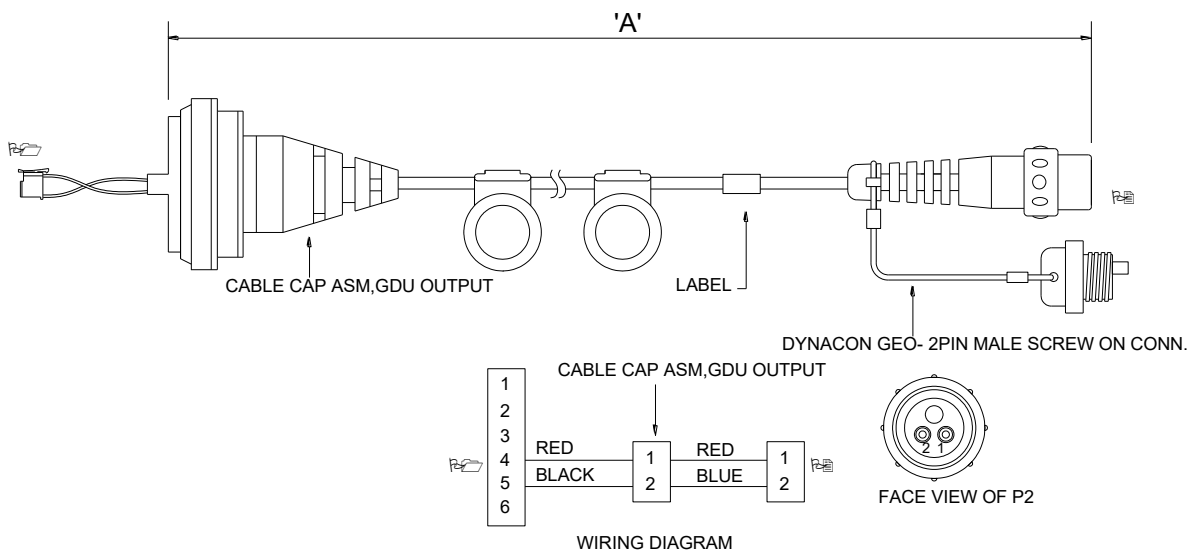 'A'
CABLE CAP ASM,GDU OUTPUT
LABEL
DYNACON GEO- 2PIN MALE SCREW ON CONN.
CABLE CAP ASM,GDU OUTPUT
1
2
3
4
5
6
RED
BLACK
1
2
RED
BLUE
1
2
2 1
FACE VIEW OF P2
WIRING DIAGRAM